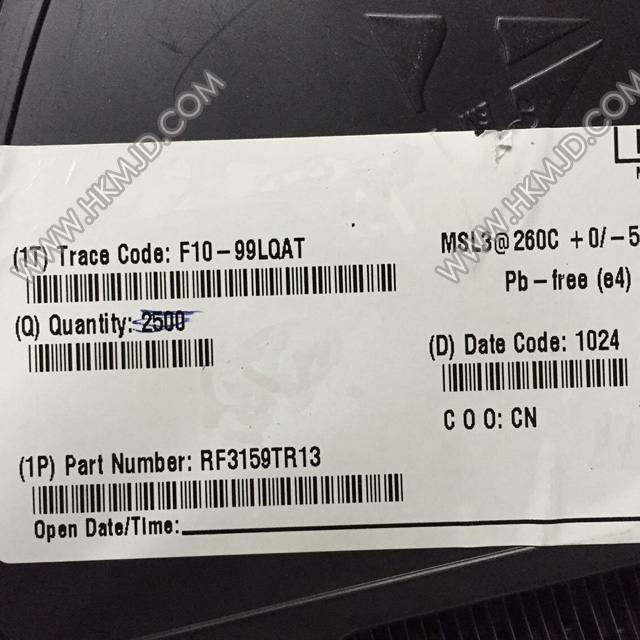 WWW.HKMJD.COM
WWW.HKMJD.COM
(1T) Trace Code: F10-99LQAT
MSL3@260C +0/-5
Pb-free (e4)
(Q) Quantity: 2500
(D) Date Code: 1024
C O O: CN
(1P) Part Number: RF3159TR13
Open Date/Time: